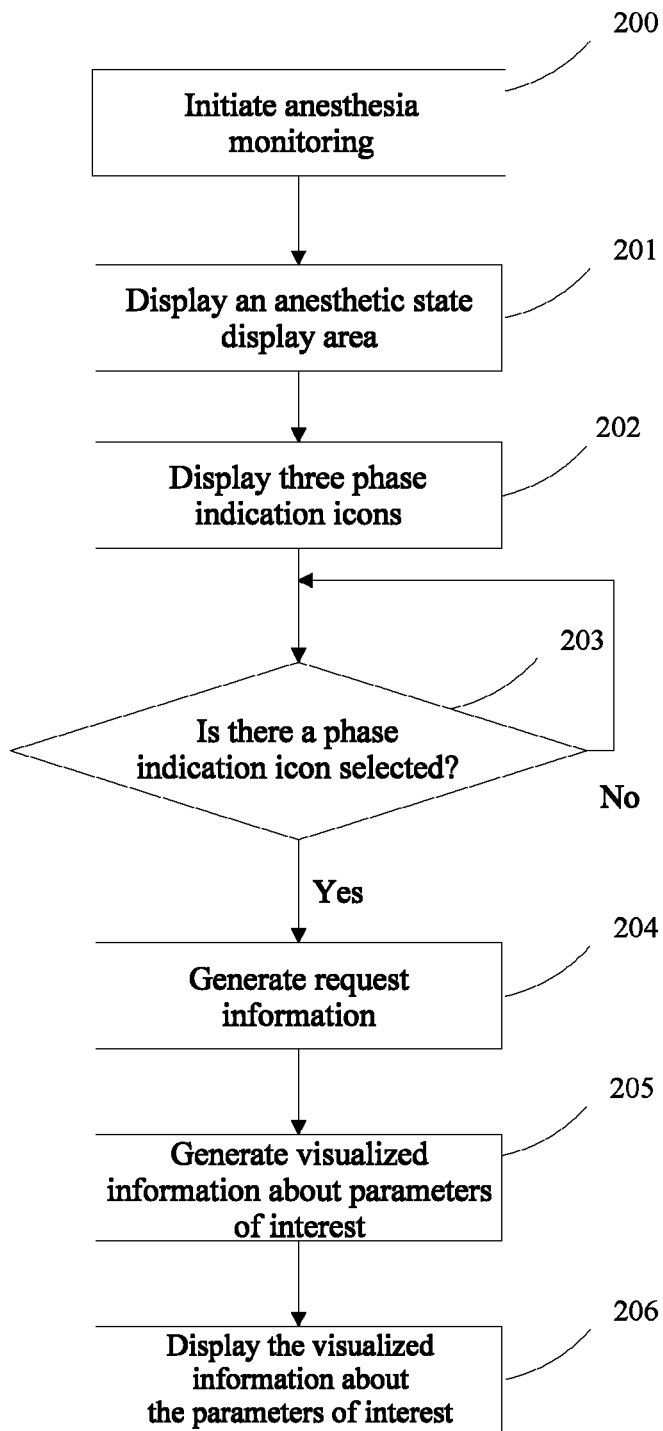 200
Initiate anesthesia
monitoring
201
Display an anesthetic state
display area
202
Display three phase
indication icons
203
Is there a phase
indication icon selected?
No
Yes
204
Generate request
information
205
Generate visualized
information about parameters
of interest
206
Display the visualized
information about
the parameters of interest